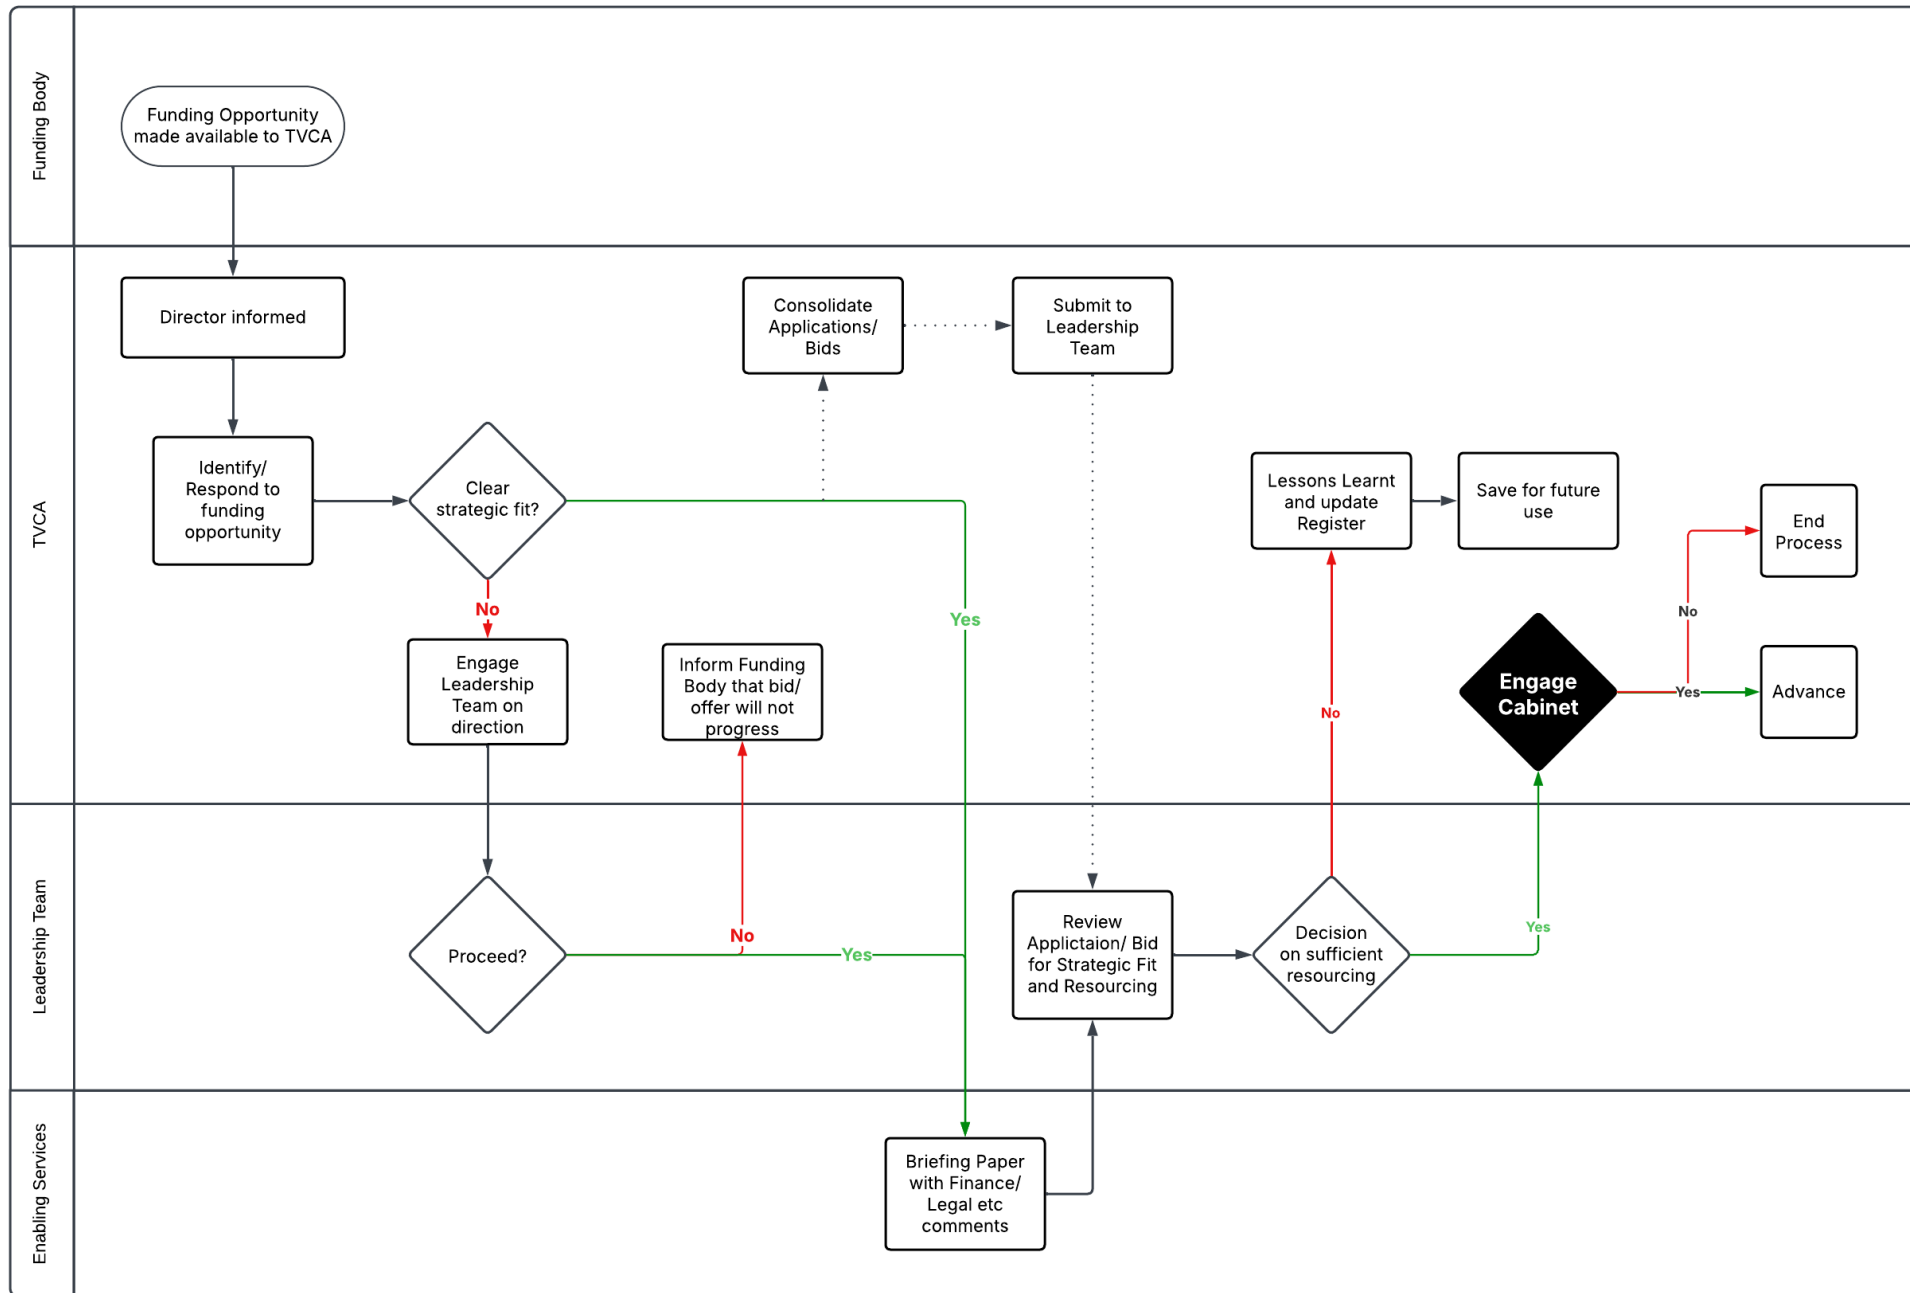 Funding Body
Funding Opportunity
made available to TVCA
TVCA
Director informed
Identify/
Respond to
funding
opportunity
Clear
strategic fit?
No
Engage
Leadership
Team on
direction
Inform Funding
Body that bid/
offer will not
progress
Consolidate
Applications/
Bids
Submit to
Leadership
Team
Yes
Lessons Learnt
and update
Register
Save for future
use
No
Engage
Cabinet
No
Yes
End
Process
Advance
Leadership Team
Proceed?
No
Yes
Review
Applictaion/ Bid
for Strategic Fit
and Resourcing
Decision
on sufficient
resourcing
Yes
Enabling Services
Briefing Paper
with Finance/
Legal etc
comments